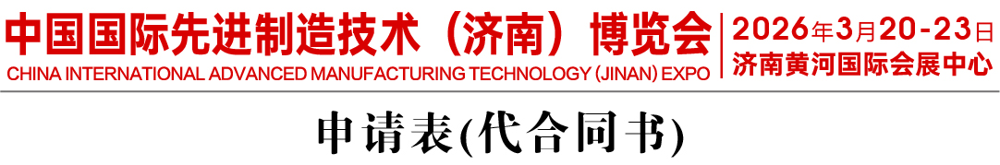 中国国际先进制造技术（济南）博览会
CHINA INTERNATIONAL ADVANCED MANUFACTURING TECHNOLOGY (JINAN) EXPO
2026年3月20-23日
济南黄河国际会展中心
申请表(代合同书)